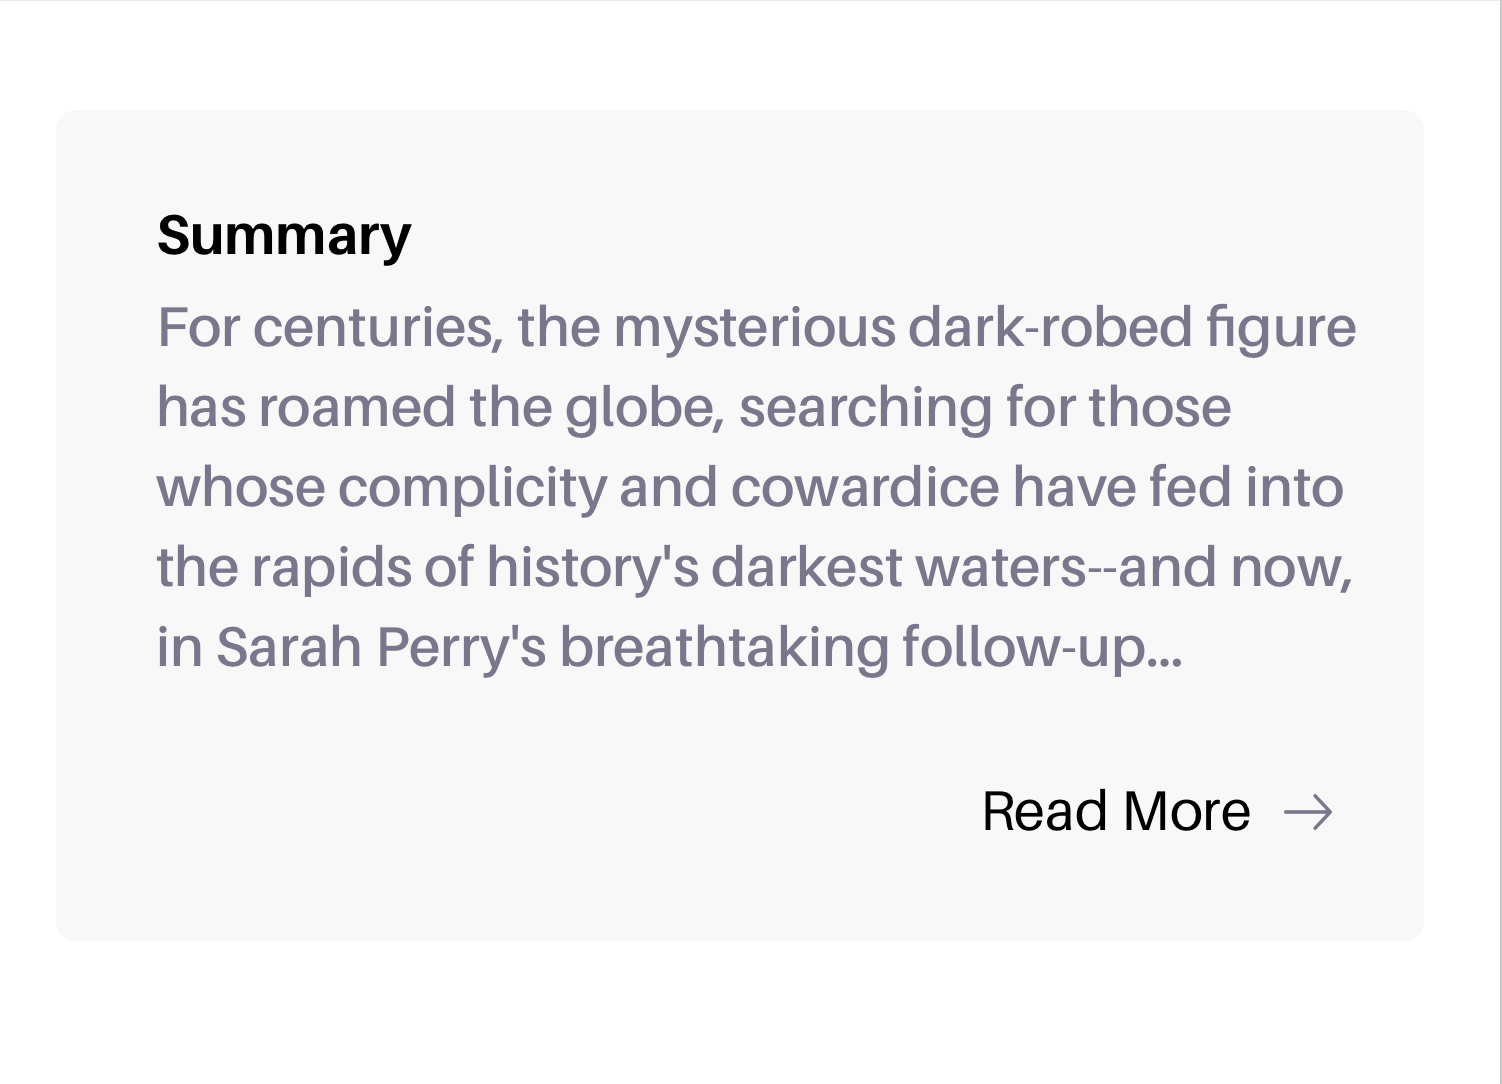 Summary
For centuries, the mysterious dark-robed figure
has roamed the globe, searching for those
whose complicity and cowardice have fed into
the rapids of history's darkest waters--and now,
in Sarah Perry's breathtaking follow-up...
Read More →